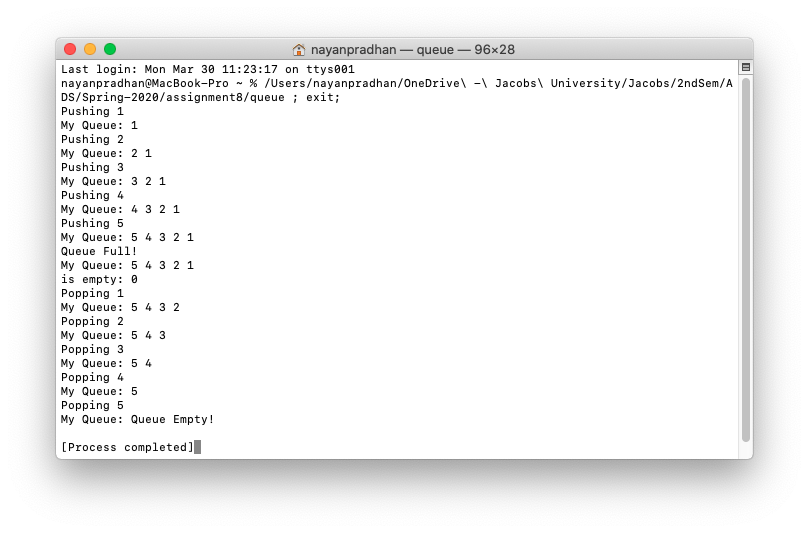 nayanpradhan — queue — 96×28
Last login: Mon Mar 30 11:23:17 on ttys001
nayanpradhan@MacBook-Pro ~ % /Users/nayanpradhan/OneDrive\ -\ Jacobs\ University/Jacobs/2ndSem/A
DS/Spring-2020/assignment8/queue ; exit;
Pushing 1
My Queue: 1
Pushing 2
My Queue: 2 1
Pushing 3
My Queue: 3 2 1
Pushing 4
My Queue: 4 3 2 1
Pushing 5
My Queue: 5 4 3 2 1
Queue Full!
My Queue: 5 4 3 2 1
is empty: 0
Popping 1
My Queue: 5 4 3 2
Popping 2
My Queue: 5 4 3
Popping 3
My Queue: 5 4
Popping 4
My Queue: 5
Popping 5
My Queue: Queue Empty!
[Process completed]